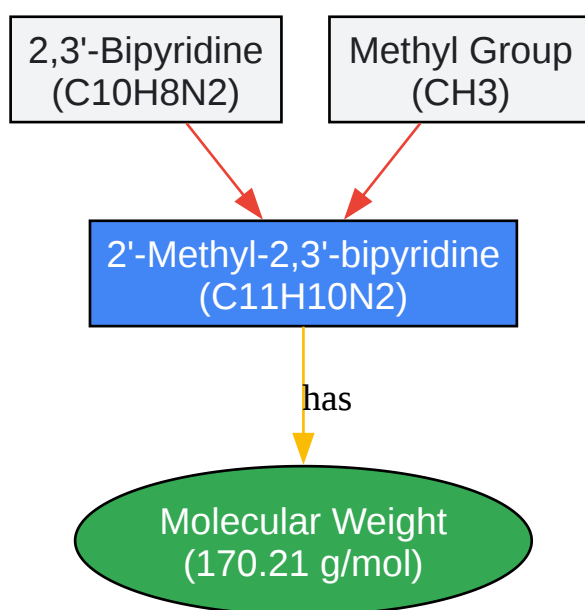 2,3'-Bipyridine
(C10H8N2)
Methyl Group
(CH3)
2'-Methyl-2,3'-bipyridine
(C11H10N2)
has
Molecular Weight
(170.21 g/mol)